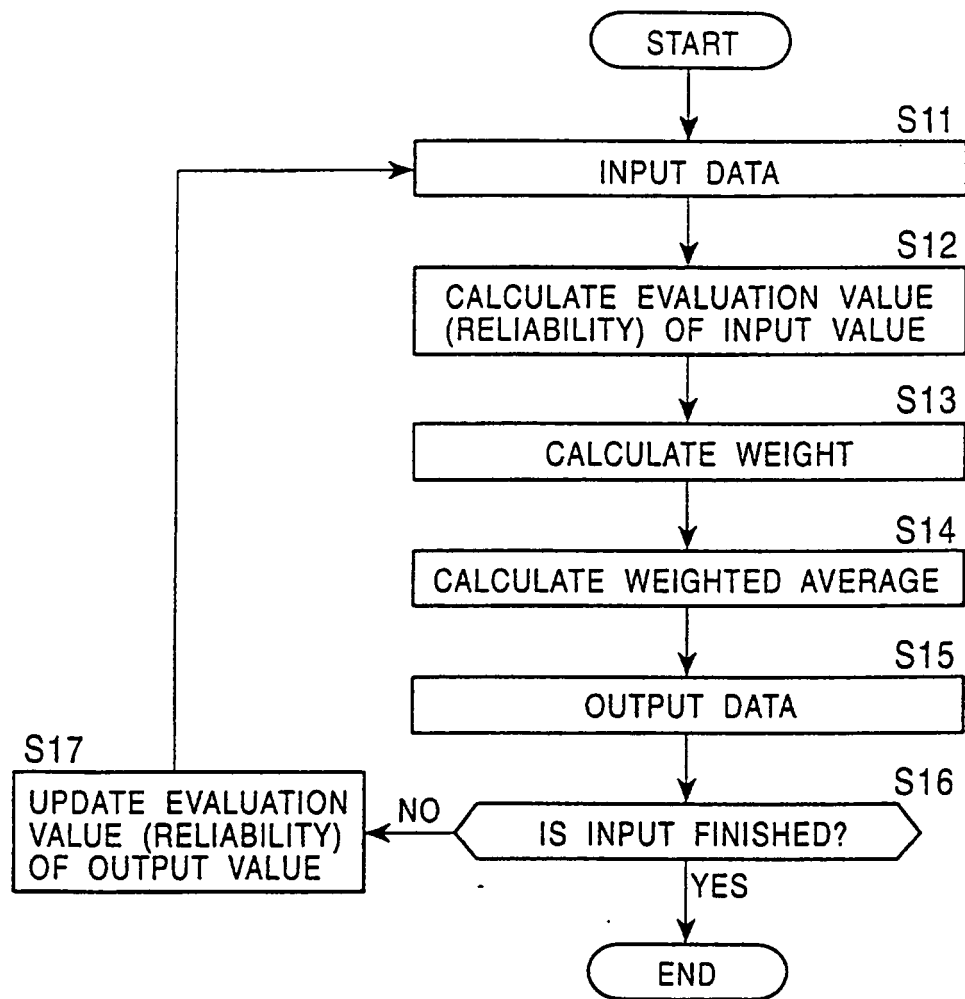 START
S11
INPUT DATA
S12
CALCULATE EVALUATION VALUE
(RELIABILITY) OF INPUT VALUE
S13
CALCULATE WEIGHT
S14
CALCULATE WEIGHTED AVERAGE
S15
OUTPUT DATA
S16
IS INPUT FINISHED?
NO
S17
UPDATE EVALUATION
VALUE (RELIABILITY)
OF OUTPUT VALUE
YES
END